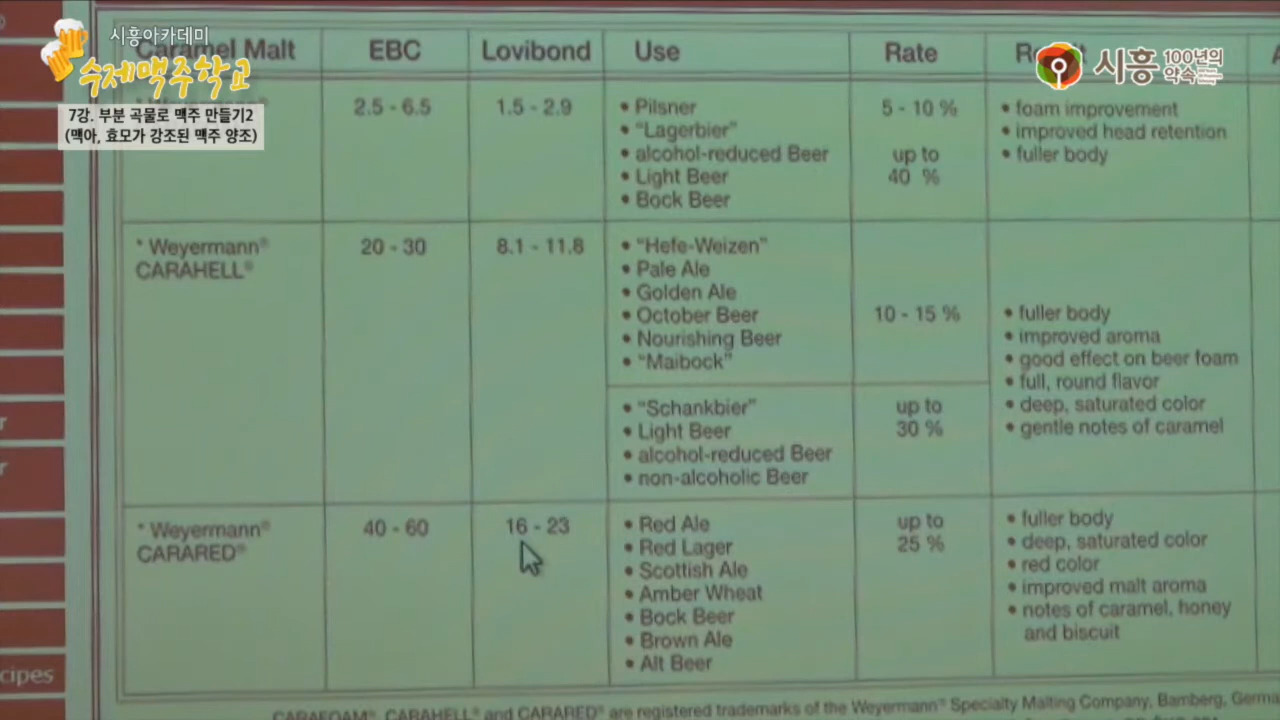 시흥아카데미
수제맥주학교
7강. 부분 곡물로 맥주 만들기2
(맥아, 효모가 강조된 맥주 양조)
시흥 100년의 약속
Caramel Malt EBC Lovibond Use Rate
2.5 - 6.5 1.5 - 2.9
• Pilsner
• “Lagerbier”
• alcohol-reduced Beer
• Light Beer
• Bock Beer
5 - 10 %
up to
40 %
• foam improvement
• improved head retention
• fuller body
* Weyermann®
CARAHELL®
20 - 30 8.1 - 11.8
• “Hefe-Weizen”
• Pale Ale
• Golden Ale
• October Beer
• Nourishing Beer
• “Maibock”
10 - 15 %
• “Schankbier”
• Light Beer
• alcohol-reduced Beer
• non-alcoholic Beer
up to
30 %
• fuller body
• improved aroma
• good effect on beer foam
• full, round flavor
• deep, saturated color
• gentle notes of caramel
* Weyermann®
CARARED®
40 - 60 16 - 23
• Red Ale
• Red Lager
• Scottish Ale
• Amber Wheat
• Bock Beer
• Brown Ale
• Alt Beer
up to
25 %
• fuller body
• deep, saturated color
• red color
• improved malt aroma
• notes of caramel, honey
and biscuit
cipes
CARAFOAM®, CARAHELL® and CARARED® are registered trademarks of the Weyermann® Specialty Malting Company, Bamberg, Germa